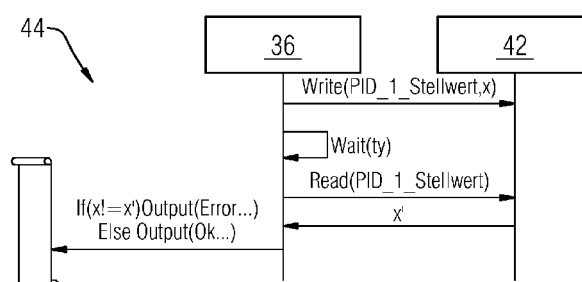 44
36
42
Write(PID_1_Stellwert,x)
Wait(ty)
Read(PID_1_Stellwert)
If(x!=x')Output(Error...)
x'
Else Output(Ok...)